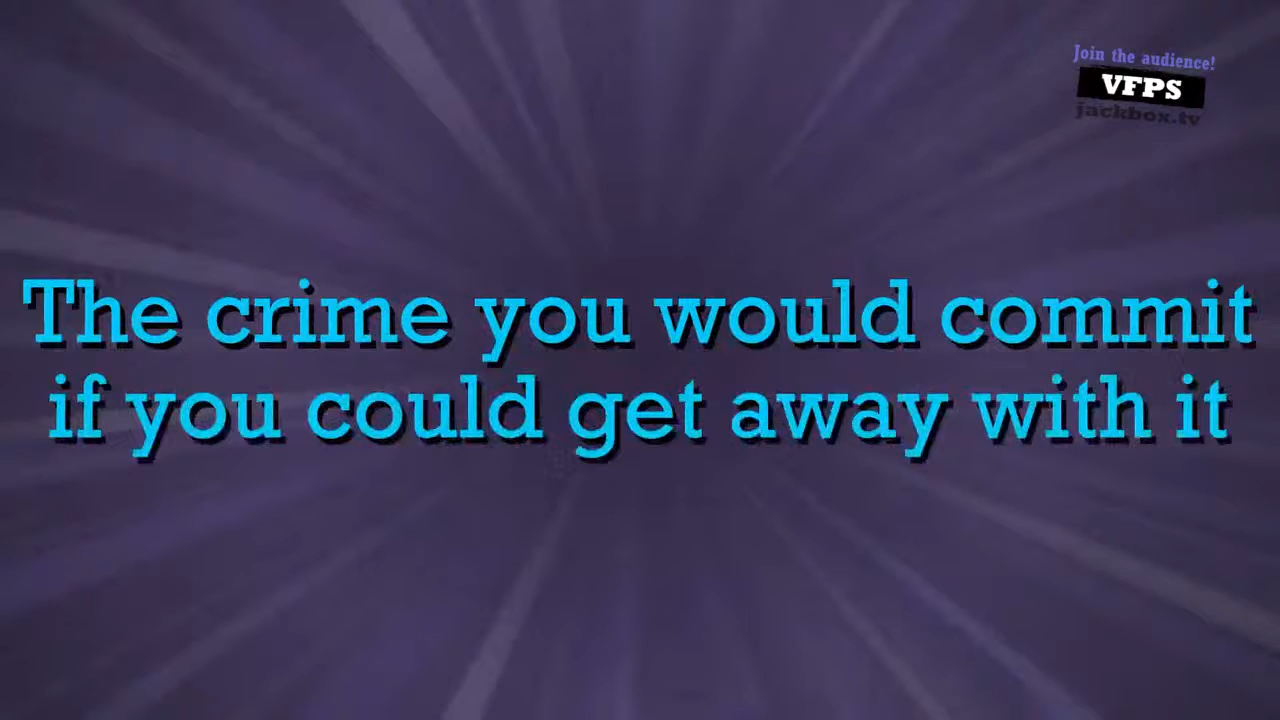 Join the audience!
VFPS
jackbox.tv
The crime you would commit
if you could get away with it